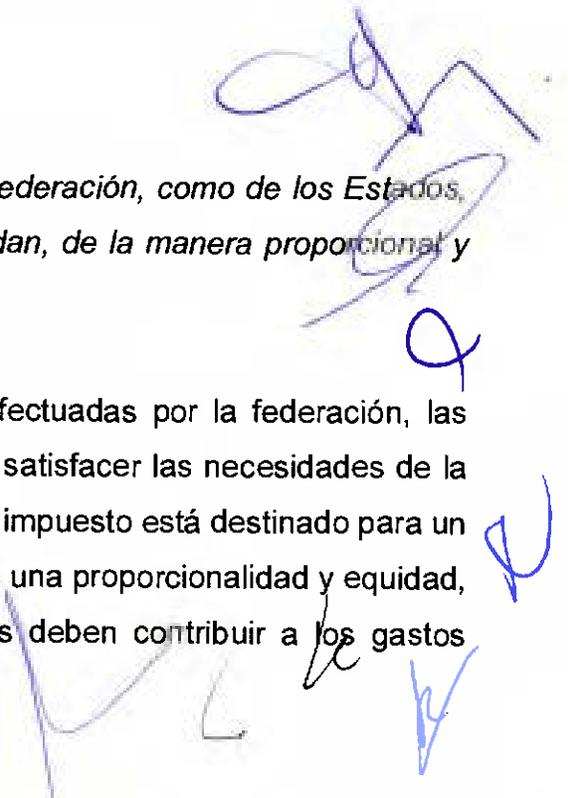 ederación, como de los Estados,
dan, de la manera proporcional y
fectuadas por la federación, las
satisfacer las necesidades de la
impuesto está destinado para un
una proporcionalidad y equidad,
s deben contribuir a los gastos